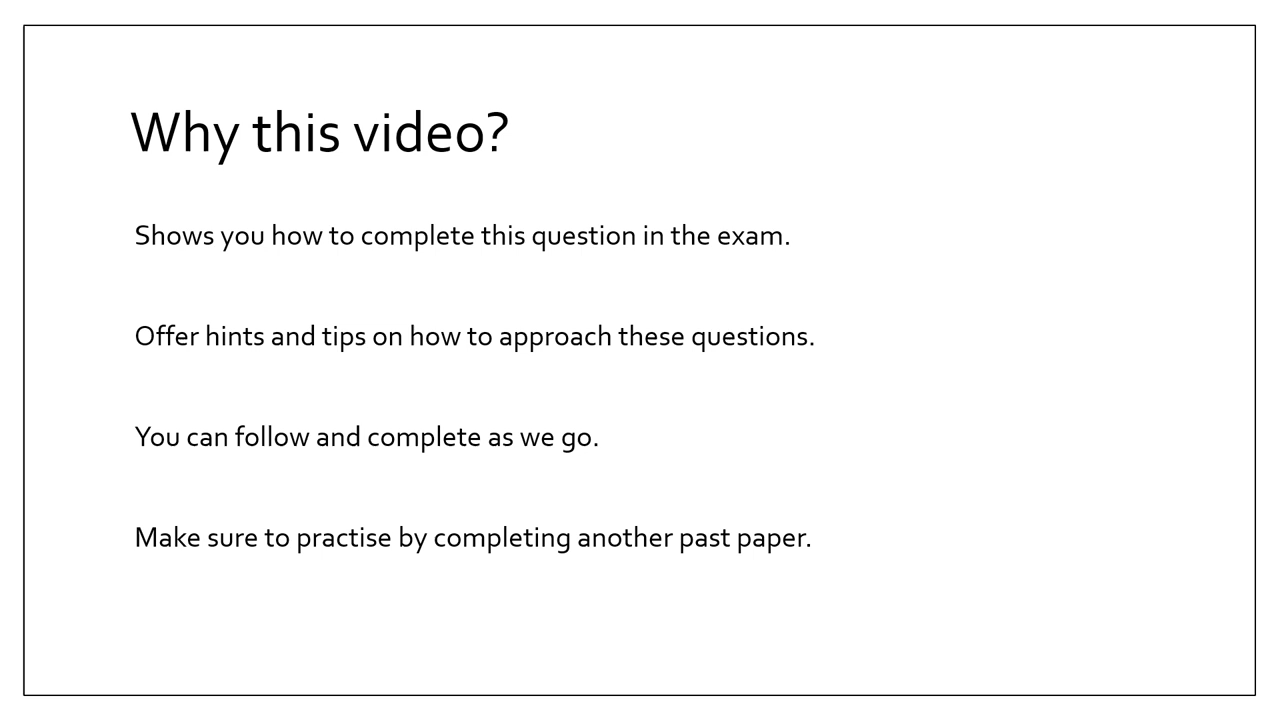 Why this video?
Shows you how to complete this question in the exam.
Offer hints and tips on how to approach these questions.
You can follow and complete as we go.
Make sure to practise by completing another past paper.